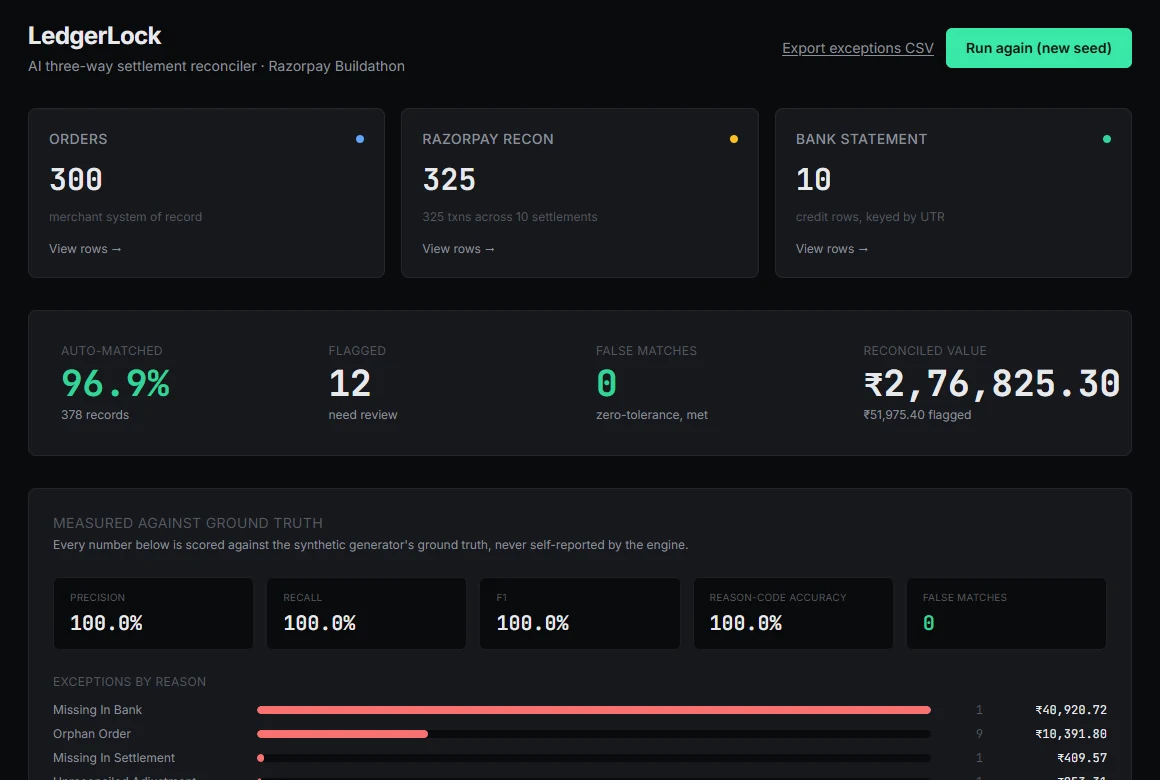 LedgerLock
AI three-way settlement reconciler · Razorpay Buildathon
Export exceptions CSV
Run again (new seed)
ORDERS
300
merchant system of record
View rows →
RAZORPAY RECON
325
325 txns across 10 settlements
View rows →
BANK STATEMENT
10
credit rows, keyed by UTR
View rows →
AUTO-MATCHED
96.9%
378 records
FLAGGED
12
need review
FALSE MATCHES
0
zero-tolerance, met
RECONCILED VALUE
₹2,76,825.30
₹51,975.40 flagged
MEASURED AGAINST GROUND TRUTH
Every number below is scored against the synthetic generator's ground truth, never self-reported by the engine.
PRECISION
100.0%
RECALL
100.0%
F1
100.0%
REASON-CODE ACCURACY
100.0%
FALSE MATCHES
0
EXCEPTIONS BY REASON
Missing In Bank 1 ₹40,920.72
Orphan Order 9 ₹10,391.80
Missing In Settlement 1 ₹409.57
Unreconciled Adjustment